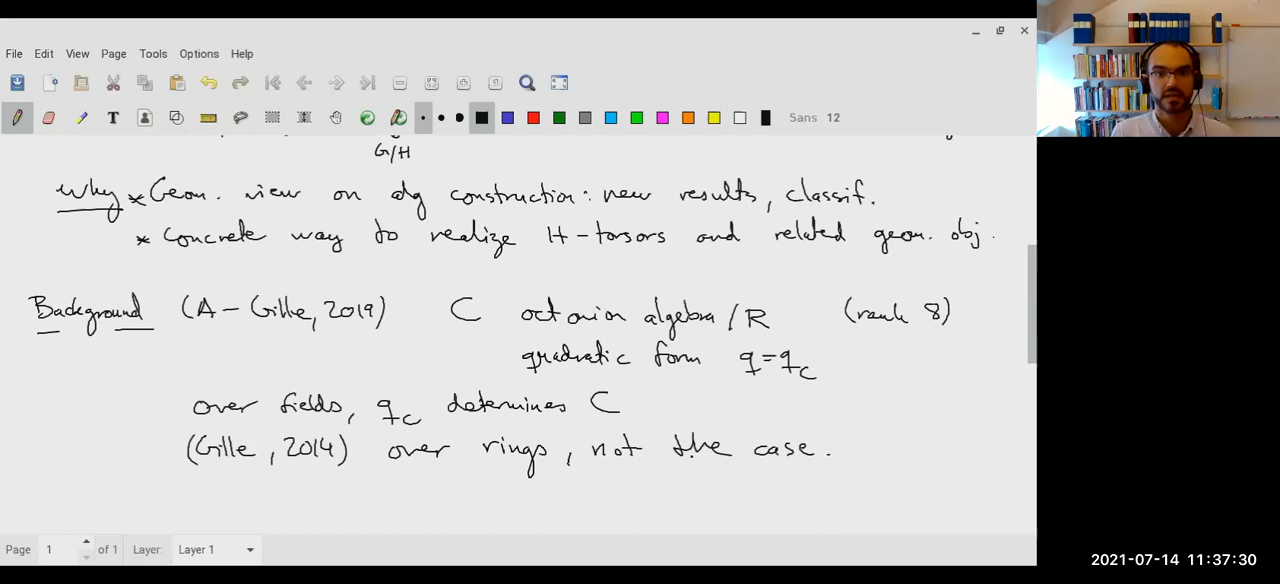 File Edit View Page Tools Options Help
Sans 12
G/H
Why * Geom. view on alg construction: new results, classif.
* Concrete way to realize H-torsors and related geom. obj.
Background (A - Gille, 2019) C octonion algebra / R (rank 8)
quadratic form q = q_C
over fields, q_C determines C
(Gille, 2014) over rings, not the case.
Page 1 of 1 Layer: Layer 1
2021-07-14 11:37:30